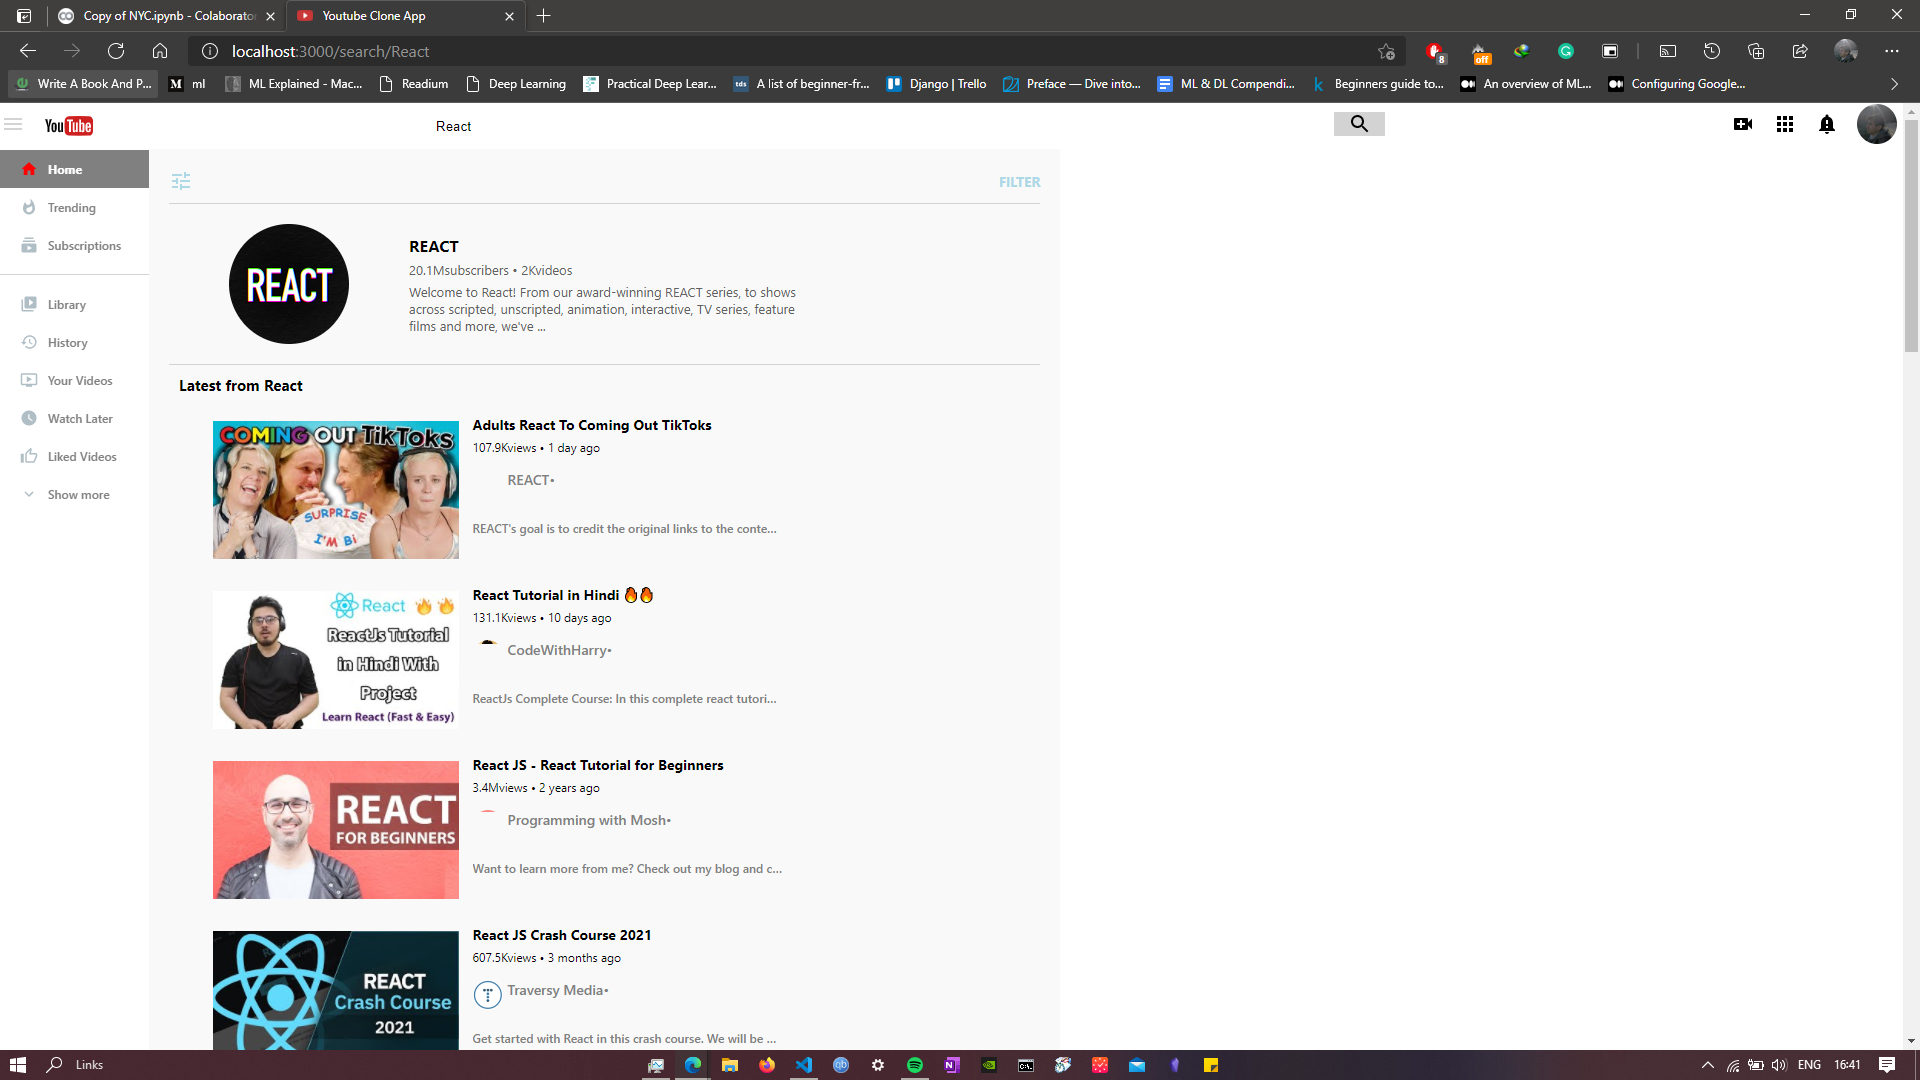 Copy of NYC.ipynb - Colaborato
Youtube Clone App
localhost:3000/search/React
8
off
Write A Book And P...
M ml
ML Explained - Mac...
Readium
Deep Learning
Practical Deep Lear...
tds A list of beginner-fr...
Django | Trello
Preface — Dive into...
ML & DL Compendi...
k Beginners guide to...
An overview of ML...
Configuring Google...
YouTube
React
Home
Trending
Subscriptions
Library
History
Your Videos
Watch Later
Liked Videos
Show more
FILTER
REACT
REACT
20.1Msubscribers • 2Kvideos
Welcome to React! From our award-winning REACT series, to shows
across scripted, unscripted, animation, interactive, TV series, feature
films and more, we've ...
Latest from React
COMING OUT TikToks
SURPRISE
I'M Bi
Adults React To Coming Out TikToks
107.9Kviews • 1 day ago
REACT•
REACT's goal is to credit the original links to the conte...
React
ReactJs Tutorial
in Hindi With
Project
Learn React (Fast & Easy)
React Tutorial in Hindi 🔥🔥
131.1Kviews • 10 days ago
CodeWithHarry•
ReactJs Complete Course: In this complete react tutori...
REACT
FOR BEGINNERS
React JS - React Tutorial for Beginners
3.4Mviews • 2 years ago
Programming with Mosh•
Want to learn more from me? Check out my blog and c...
REACT
Crash Course
2021
React JS Crash Course 2021
607.5Kviews • 3 months ago
Traversy Media•
Get started with React in this crash course. We will be ...
Links
qb
N
ENG
16:41